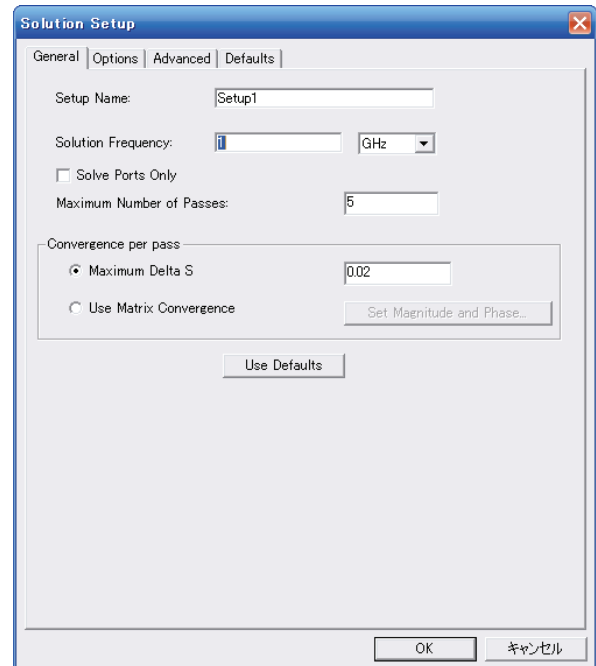 Solution Setup
General Options Advanced Defaults
Setup Name: Setup1
Solution Frequency: 1 GHz
Solve Ports Only
Maximum Number of Passes: 5
Convergence per pass
Maximum Delta S 0.02
Use Matrix Convergence Set Magnitude and Phase...
Use Defaults
OK キャンセル